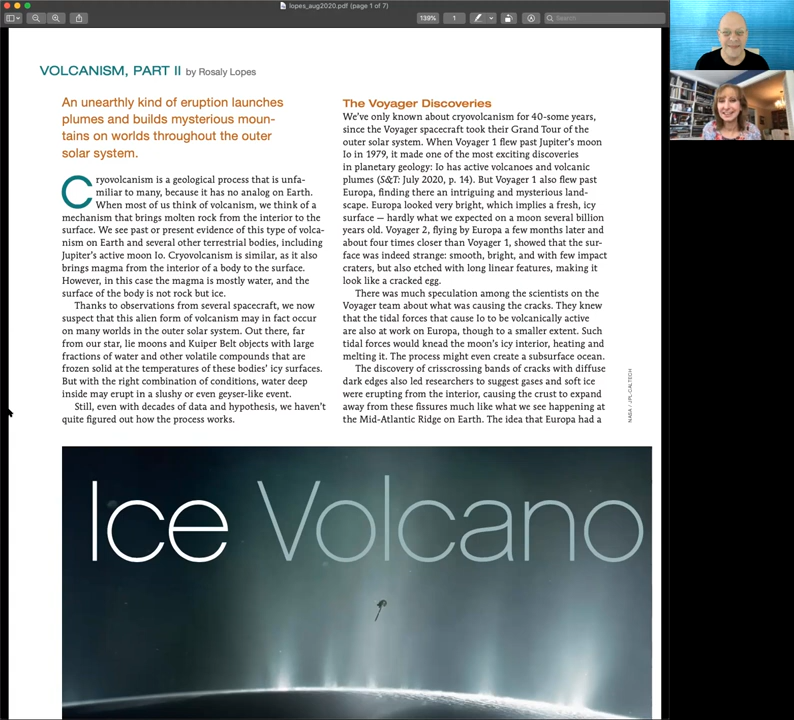 lopes_aug2020.pdf (page 1 of 7)
139%
1
Search
VOLCANISM, PART II by Rosaly Lopes
An unearthly kind of eruption launches
plumes and builds mysterious moun-
tains on worlds throughout the outer
solar system.
Cryovolcanism is a geological process that is unfa-
miliar to many, because it has no analog on Earth.
When most of us think of volcanism, we think of a
mechanism that brings molten rock from the interior to the
surface. We see past or present evidence of this type of volca-
nism on Earth and several other terrestrial bodies, including
Jupiter's active moon Io. Cryovolcanism is similar, as it also
brings magma from the interior of a body to the surface.
However, in this case the magma is mostly water, and the
surface of the body is not rock but ice.
Thanks to observations from several spacecraft, we now
suspect that this alien form of volcanism may in fact occur
on many worlds in the outer solar system. Out there, far
from our star, lie moons and Kuiper Belt objects with large
fractions of water and other volatile compounds that are
frozen solid at the temperatures of these bodies' icy surfaces.
But with the right combination of conditions, water deep
inside may erupt in a slushy or even geyser-like event.
Still, even with decades of data and hypothesis, we haven't
quite figured out how the process works.
The Voyager Discoveries
We've only known about cryovolcanism for 40-some years,
since the Voyager spacecraft took their Grand Tour of the
outer solar system. When Voyager 1 flew past Jupiter's moon
Io in 1979, it made one of the most exciting discoveries
in planetary geology: Io has active volcanoes and volcanic
plumes (S&T: July 2020, p. 14). But Voyager 1 also flew past
Europa, finding there an intriguing and mysterious land-
scape. Europa looked very bright, which implies a fresh, icy
surface — hardly what we expected on a moon several billion
years old. Voyager 2, flying by Europa a few months later and
about four times closer than Voyager 1, showed that the sur-
face was indeed strange: smooth, bright, and with few impact
craters, but also etched with long linear features, making it
look like a cracked egg.
There was much speculation among the scientists on the
Voyager team about what was causing the cracks. They knew
that the tidal forces that cause Io to be volcanically active
are also at work on Europa, though to a smaller extent. Such
tidal forces would knead the moon's icy interior, heating and
melting it. The process might even create a subsurface ocean.
The discovery of crisscrossing bands of cracks with diffuse
dark edges also led researchers to suggest gases and soft ice
were erupting from the interior, causing the crust to expand
away from these fissures much like what we see happening at
the Mid-Atlantic Ridge on Earth. The idea that Europa had a
NASA / JPL-CALTECH
Ice Volcano